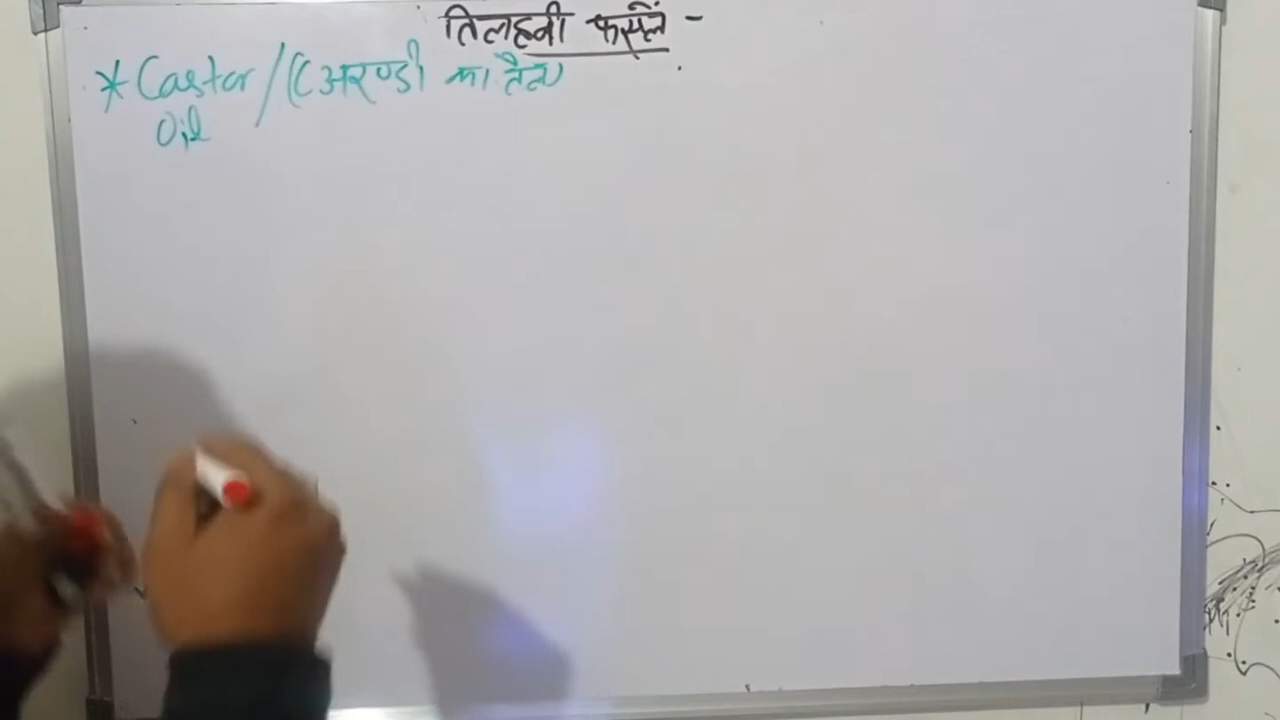 तिलहनी फसलें -
* Castor / (अरण्डी का तेल
Oil